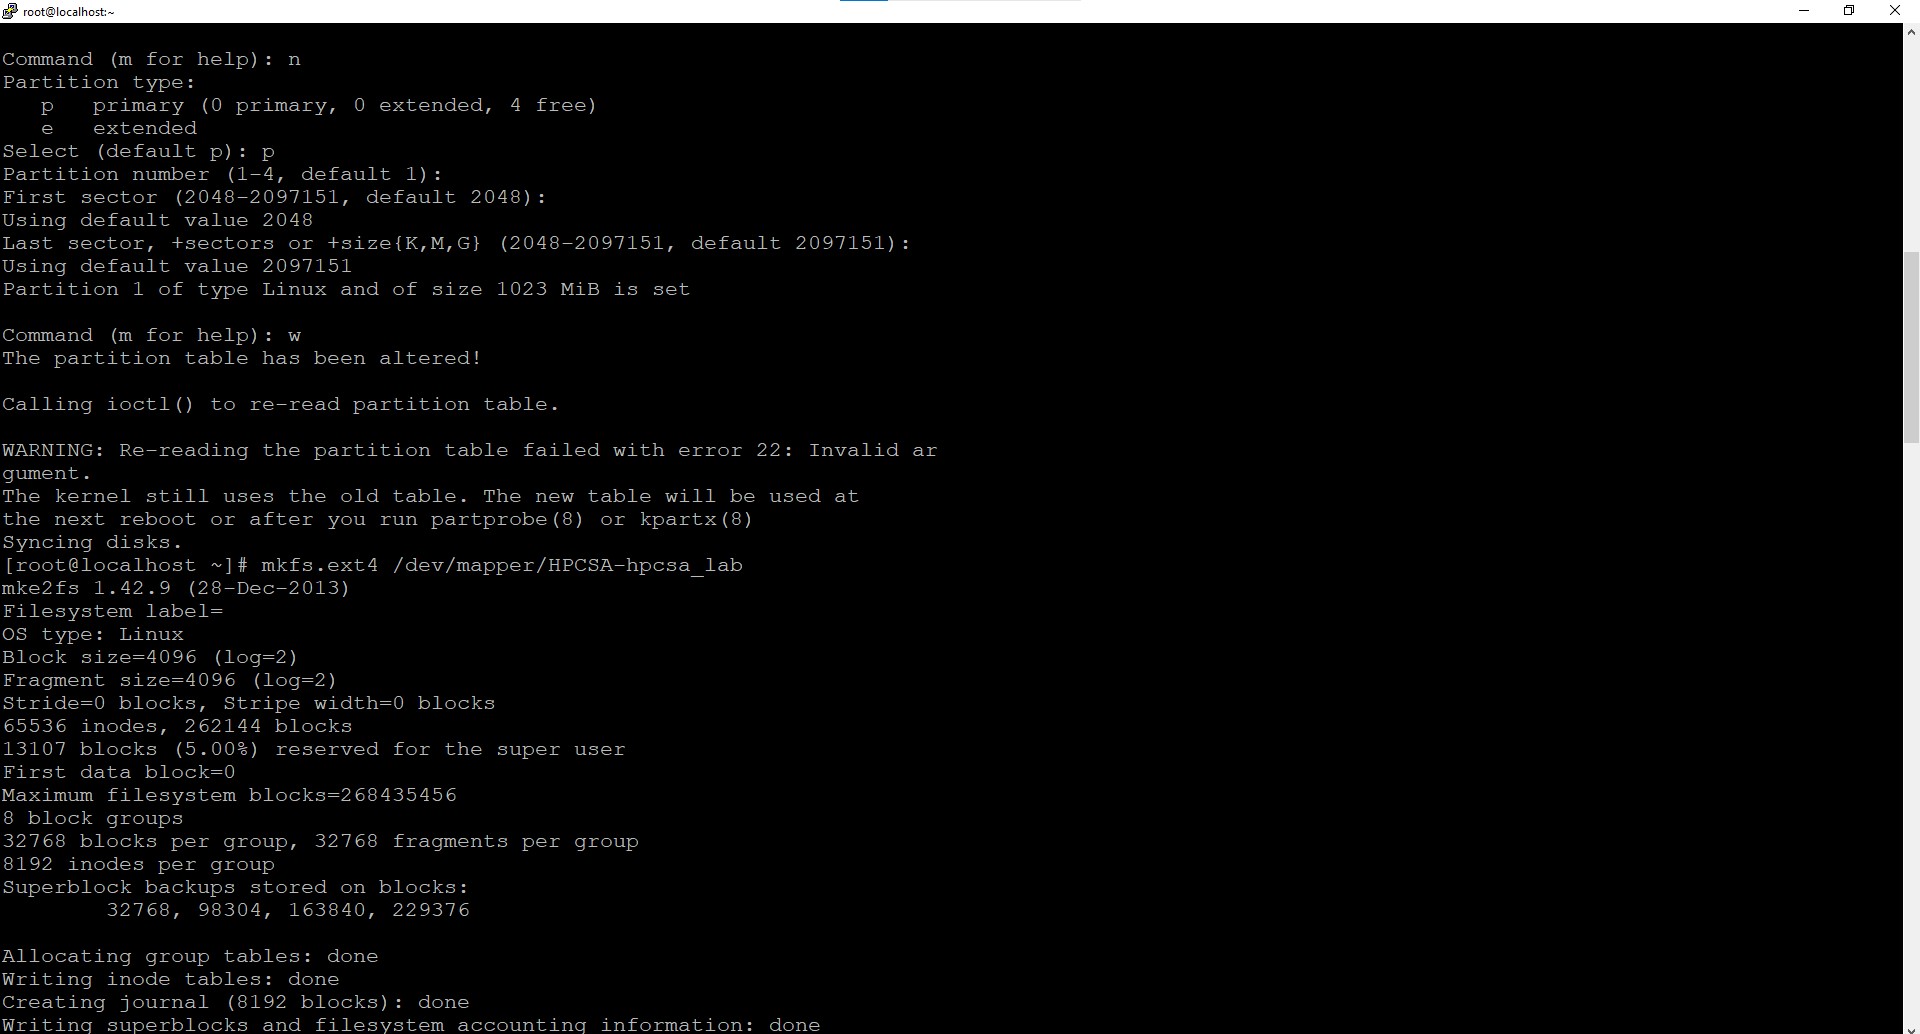 root@localhost:~
Command (m for help): n
Partition type:
   p   primary (0 primary, 0 extended, 4 free)
   e   extended
Select (default p): p
Partition number (1-4, default 1):
First sector (2048-2097151, default 2048):
Using default value 2048
Last sector, +sectors or +size{K,M,G} (2048-2097151, default 2097151):
Using default value 2097151
Partition 1 of type Linux and of size 1023 MiB is set
Command (m for help): w
The partition table has been altered!
Calling ioctl() to re-read partition table.
WARNING: Re-reading the partition table failed with error 22: Invalid ar
gument.
The kernel still uses the old table. The new table will be used at
the next reboot or after you run partprobe(8) or kpartx(8)
Syncing disks.
[root@localhost ~]# mkfs.ext4 /dev/mapper/HPCSA-hpcsa_lab
mke2fs 1.42.9 (28-Dec-2013)
Filesystem label=
OS type: Linux
Block size=4096 (log=2)
Fragment size=4096 (log=2)
Stride=0 blocks, Stripe width=0 blocks
65536 inodes, 262144 blocks
13107 blocks (5.00%) reserved for the super user
First data block=0
Maximum filesystem blocks=268435456
8 block groups
32768 blocks per group, 32768 fragments per group
8192 inodes per group
Superblock backups stored on blocks:
        32768, 98304, 163840, 229376
Allocating group tables: done
Writing inode tables: done
Creating journal (8192 blocks): done
Writing superblocks and filesystem accounting information: done